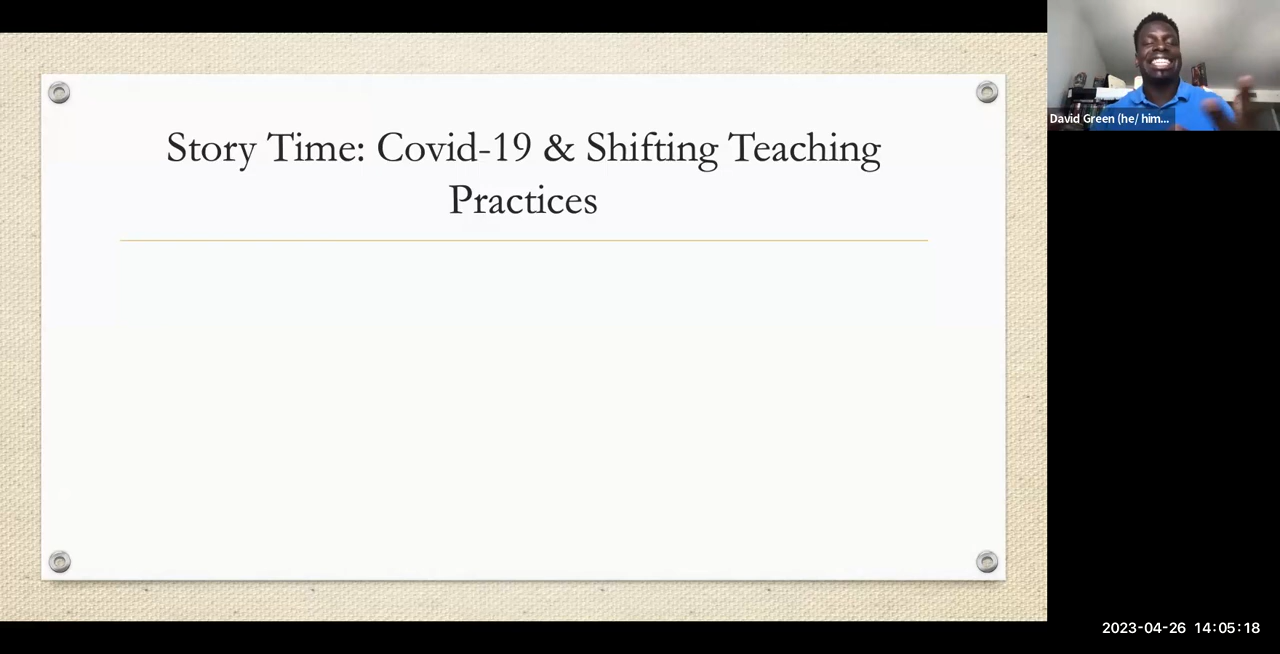 Story Time: Covid-19 & Shifting Teaching
Practices
David Green (he/ him...
2023-04-26 14:05:18